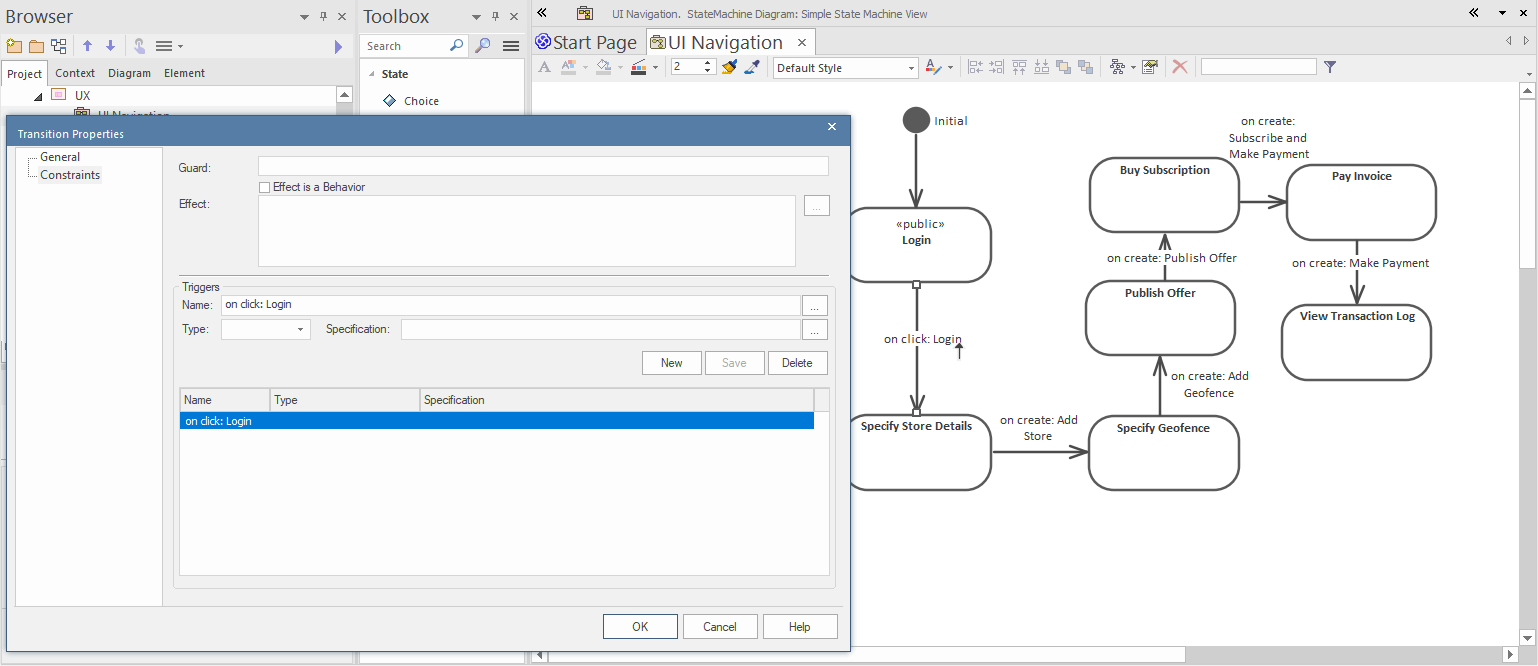 Browser
Toolbox
UI Navigation. StateMachine Diagram: Simple State Machine View
Start Page
UI Navigation
Search
2
Default Style
Project
Context
Diagram
Element
State
Choice
UX
UI Navigation
Transition Properties
General
Constraints
Guard:
Effect is a Behavior
Effect:
...
Triggers
Name:
on click: Login
...
Type:
Specification:
...
New
Save
Delete
Name
Type
Specification
on click: Login
OK
Cancel
Help
Initial
«public»
Login
on click: Login
Specify Store Details
on create: Add
Store
Specify Geofence
on create: Add
Geofence
Publish Offer
on create: Publish Offer
Buy Subscription
on create:
Subscribe and
Make Payment
Pay Invoice
on create: Make Payment
View Transaction Log